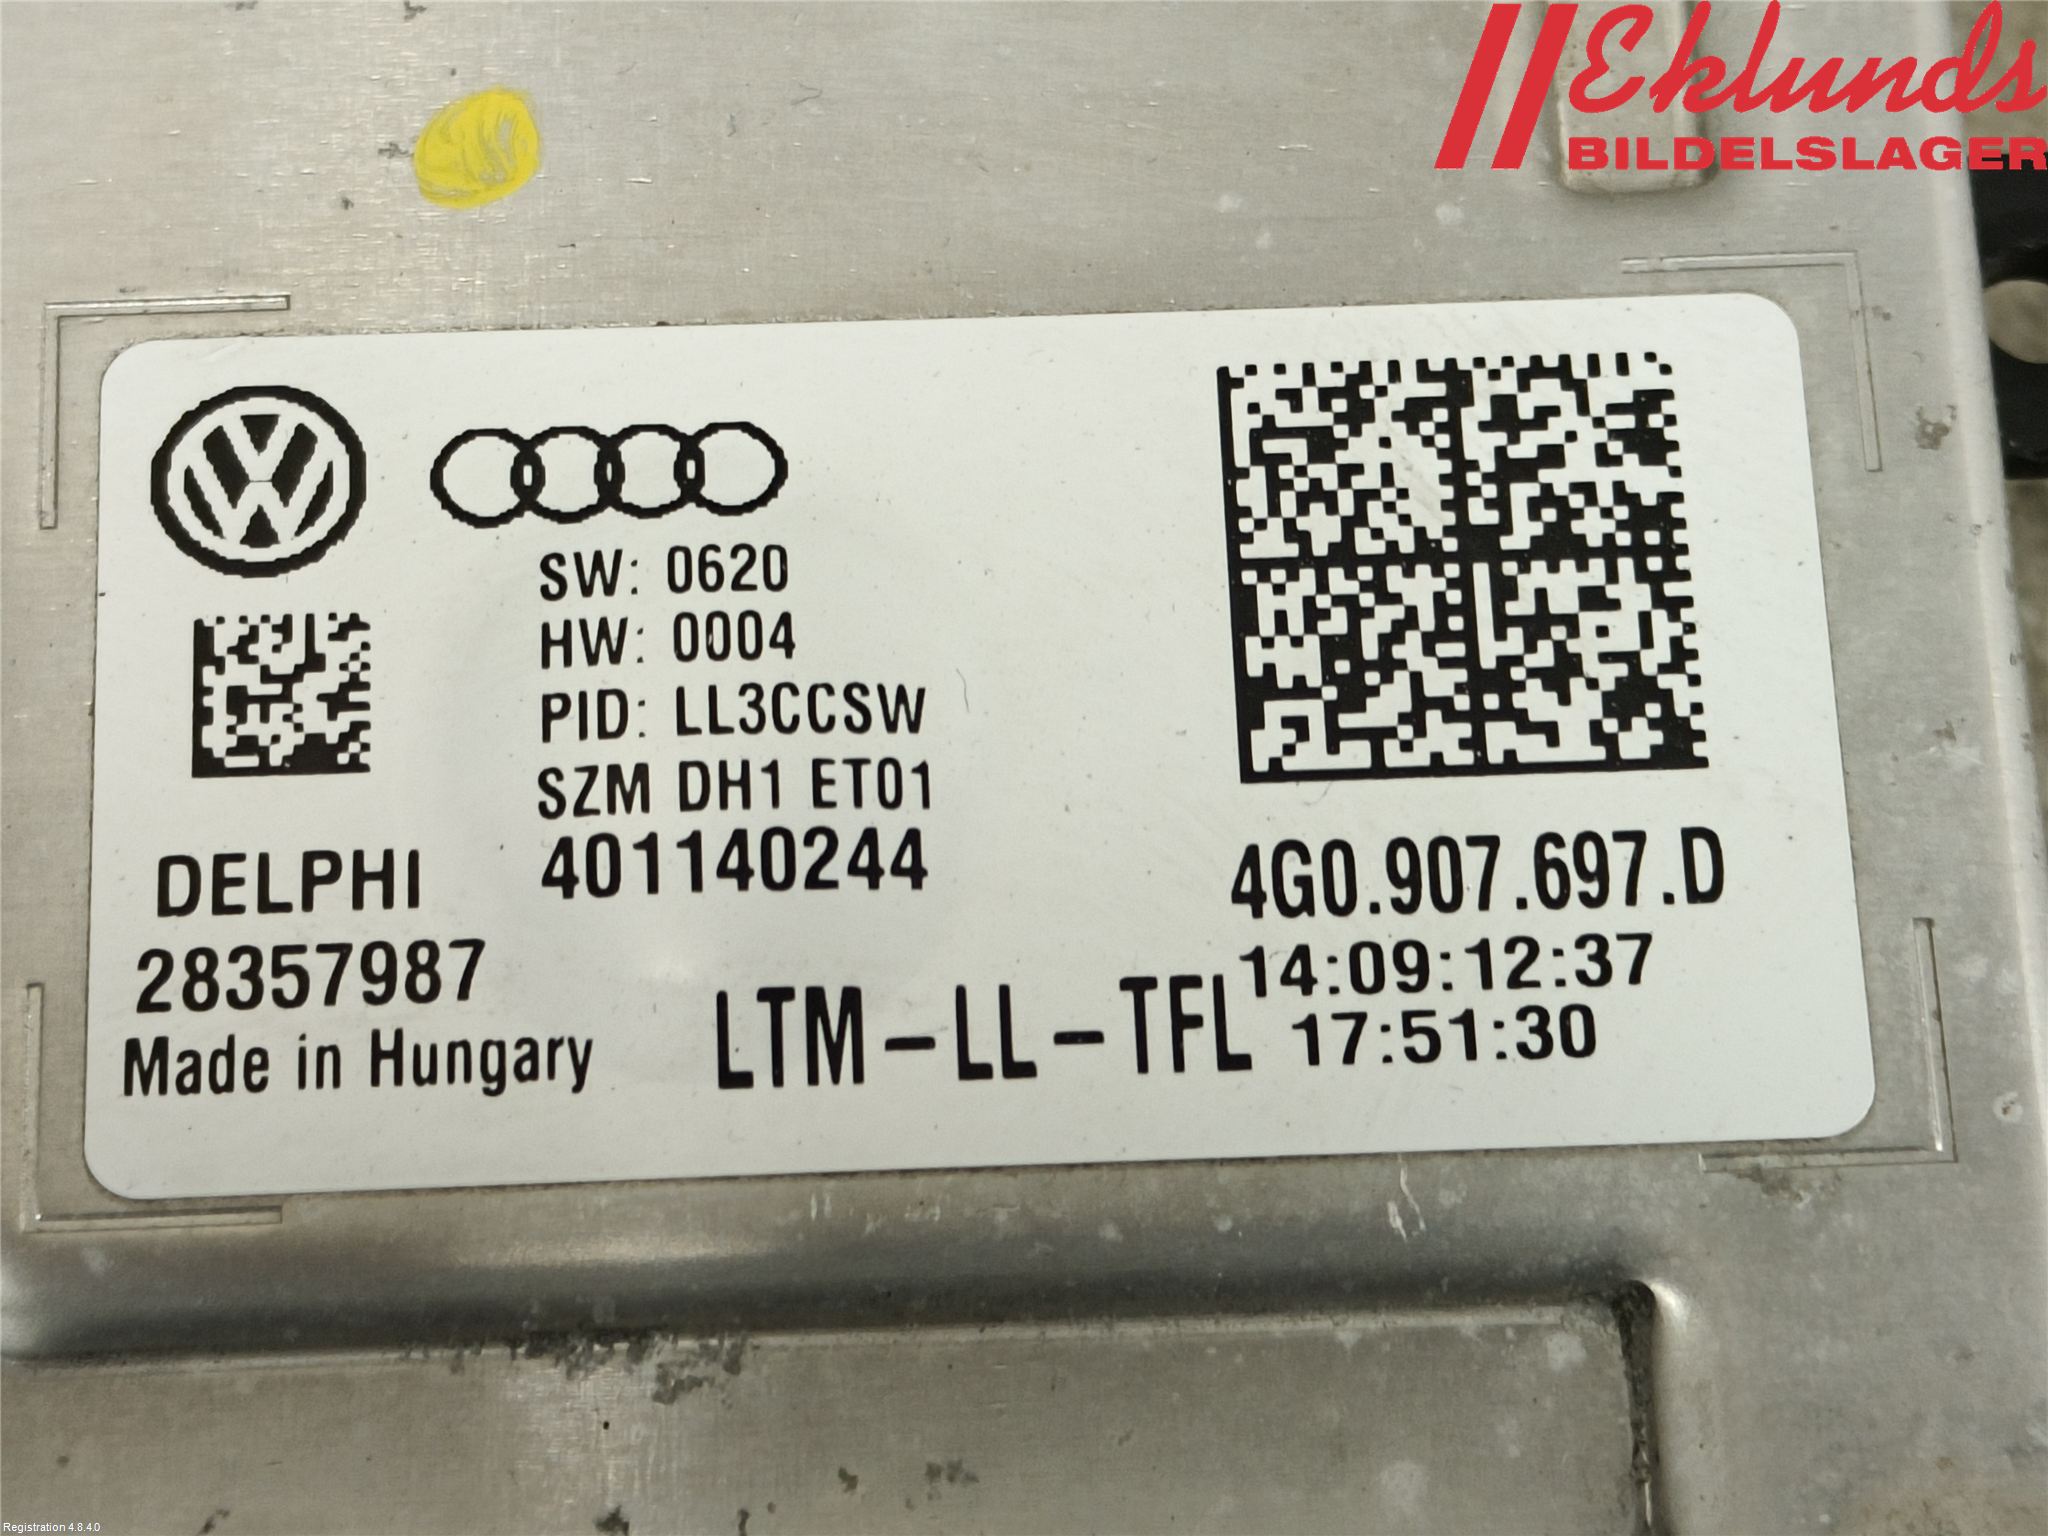 Eklunds
BILDELSLAGER
SW: 0620
HW: 0004
PID: LL3CCSW
SZM DH1 ET01
401140244
DELPHI
28357987
Made in Hungary
LTM-LL-TFL
4G0.907.697.D
14:09:12:37
17:51:30
Registration 4.8.4.0